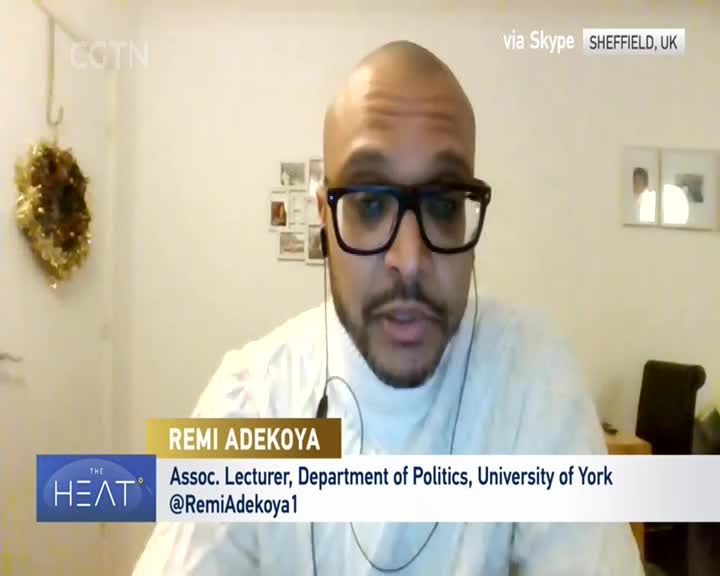 CGTN
via Skype
SHEFFIELD, UK
REMI ADEKOYA
THE
HEAT
Assoc. Lecturer, Department of Politics, University of York
@RemiAdekoya1